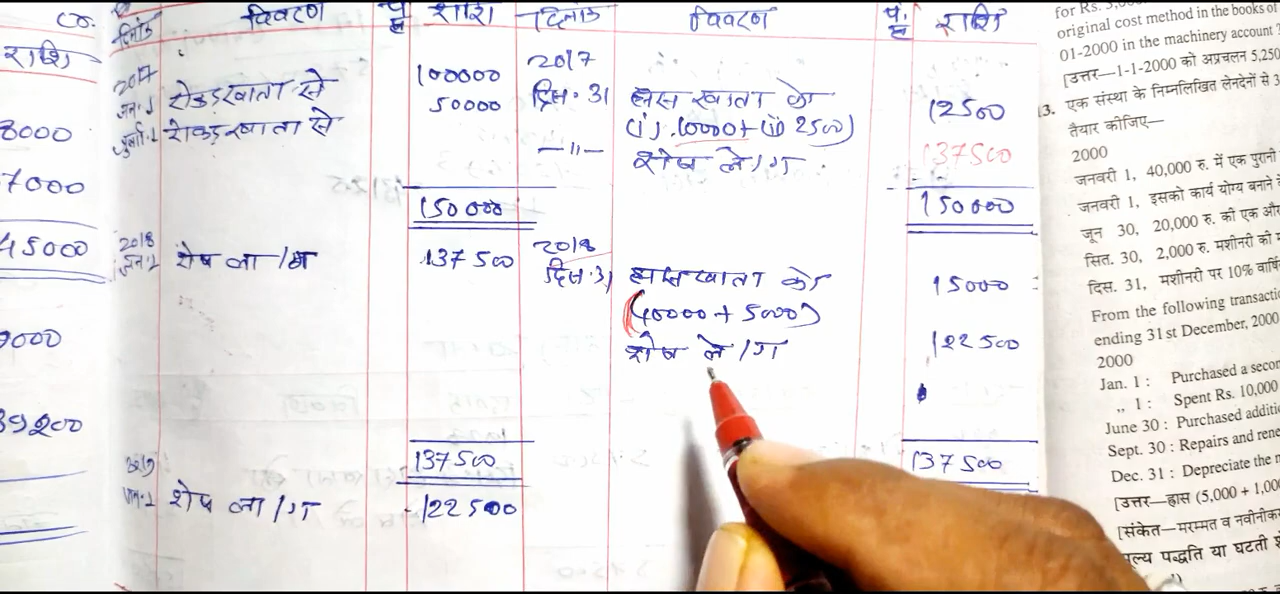 रु०
राशि
8000
7000
45000
39200
दिनांक विवरण पृ. सं. राशि दिनांक विवरण पृ. सं. राशि
2017 2017
जन.1 रोकड़ खाता से 100000 दिस.31 ह्रास खाता को 12500
जुला.1 रोकड़ खाता से 50000 (i) 10000+(ii) 2500)
—11— शेष ले/ग 137500
150000 150000
2018 2018
जन.1 शेष ला/ग 137500 दिस.31 ह्रास खाता को 15000
(10000+5000)
शेष ले/ग 122500
137500 137500
2019
जन.1 शेष ला/ग 122500
original cost method in the books of
01-2000 in the machinery account ?
[उत्तर—1-1-2000 को अप्रचलन 5,250
3. एक संस्था के निम्नलिखित लेनदेनों से 3
तैयार कीजिए—
2000
जनवरी 1, 40,000 रु. में एक पुरानी
जनवरी 1, इसको कार्य योग्य बनाने
जून 30, 20,000 रु. की एक
सित. 30, 2,000 रु. मशीनरी की
दिस. 31, मशीनरी पर 10% वार्षि
From the following transacti
ending 31st December, 2000
2000
Jan. 1 : Purchased a secon
,, 1 : Spent Rs. 10,000
June 30 : Purchased additi
Sept. 30 : Repairs and rene
Dec. 31 : Depreciate the
[उत्तर—ह्रास (5,000 + 1,00
[संकेत—मरम्मत व नवीनीकर
मूल्य पद्धति या घटती